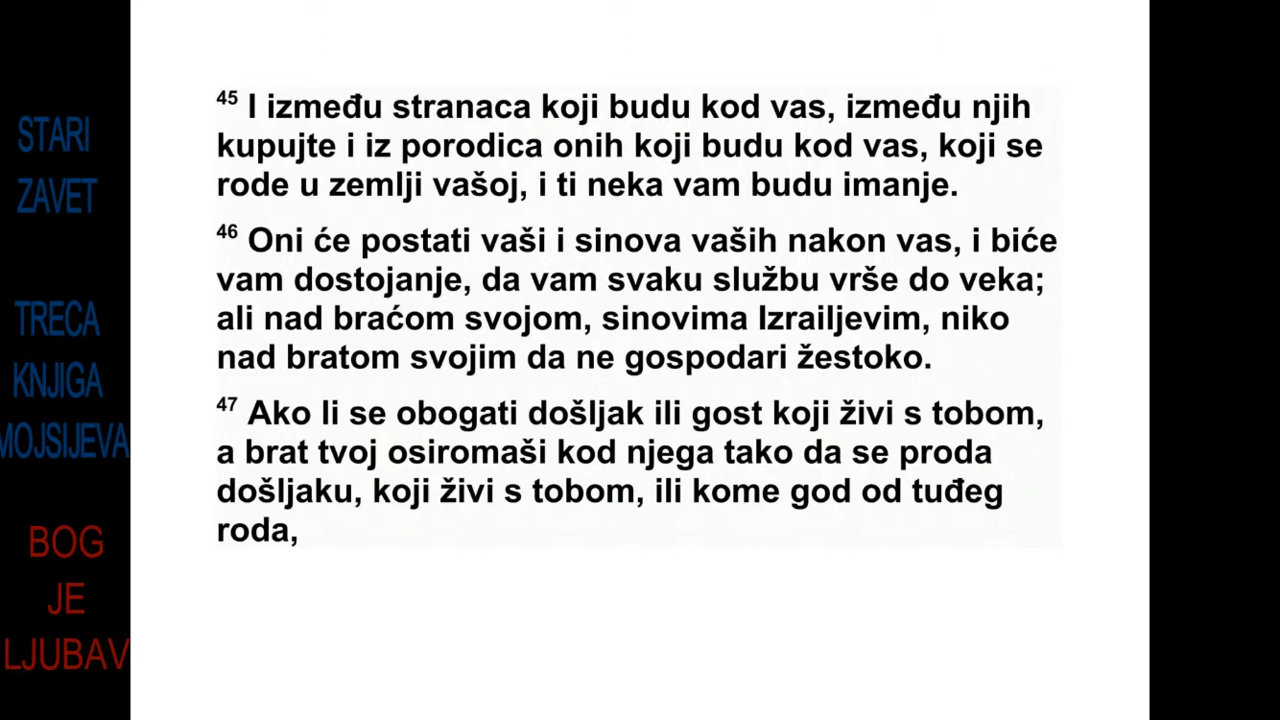 STARI
ZAVET
TRECA
KNJIGA
MOJSIJEVA
BOG
JE
LJUBAV
45 I između stranaca koji budu kod vas, između njih
kupujte i iz porodica onih koji budu kod vas, koji se
rode u zemlji vašoj, i ti neka vam budu imanje.
46 Oni će postati vaši i sinova vaših nakon vas, i biće
vam dostojanje, da vam svaku službu vrše do veka;
ali nad braćom svojom, sinovima Izrailjevim, niko
nad bratom svojim da ne gospodari žestoko.
47 Ako li se obogati došljak ili gost koji živi s tobom,
a brat tvoj osiromaši kod njega tako da se proda
došljaku, koji živi s tobom, ili kome god od tuđeg
roda,